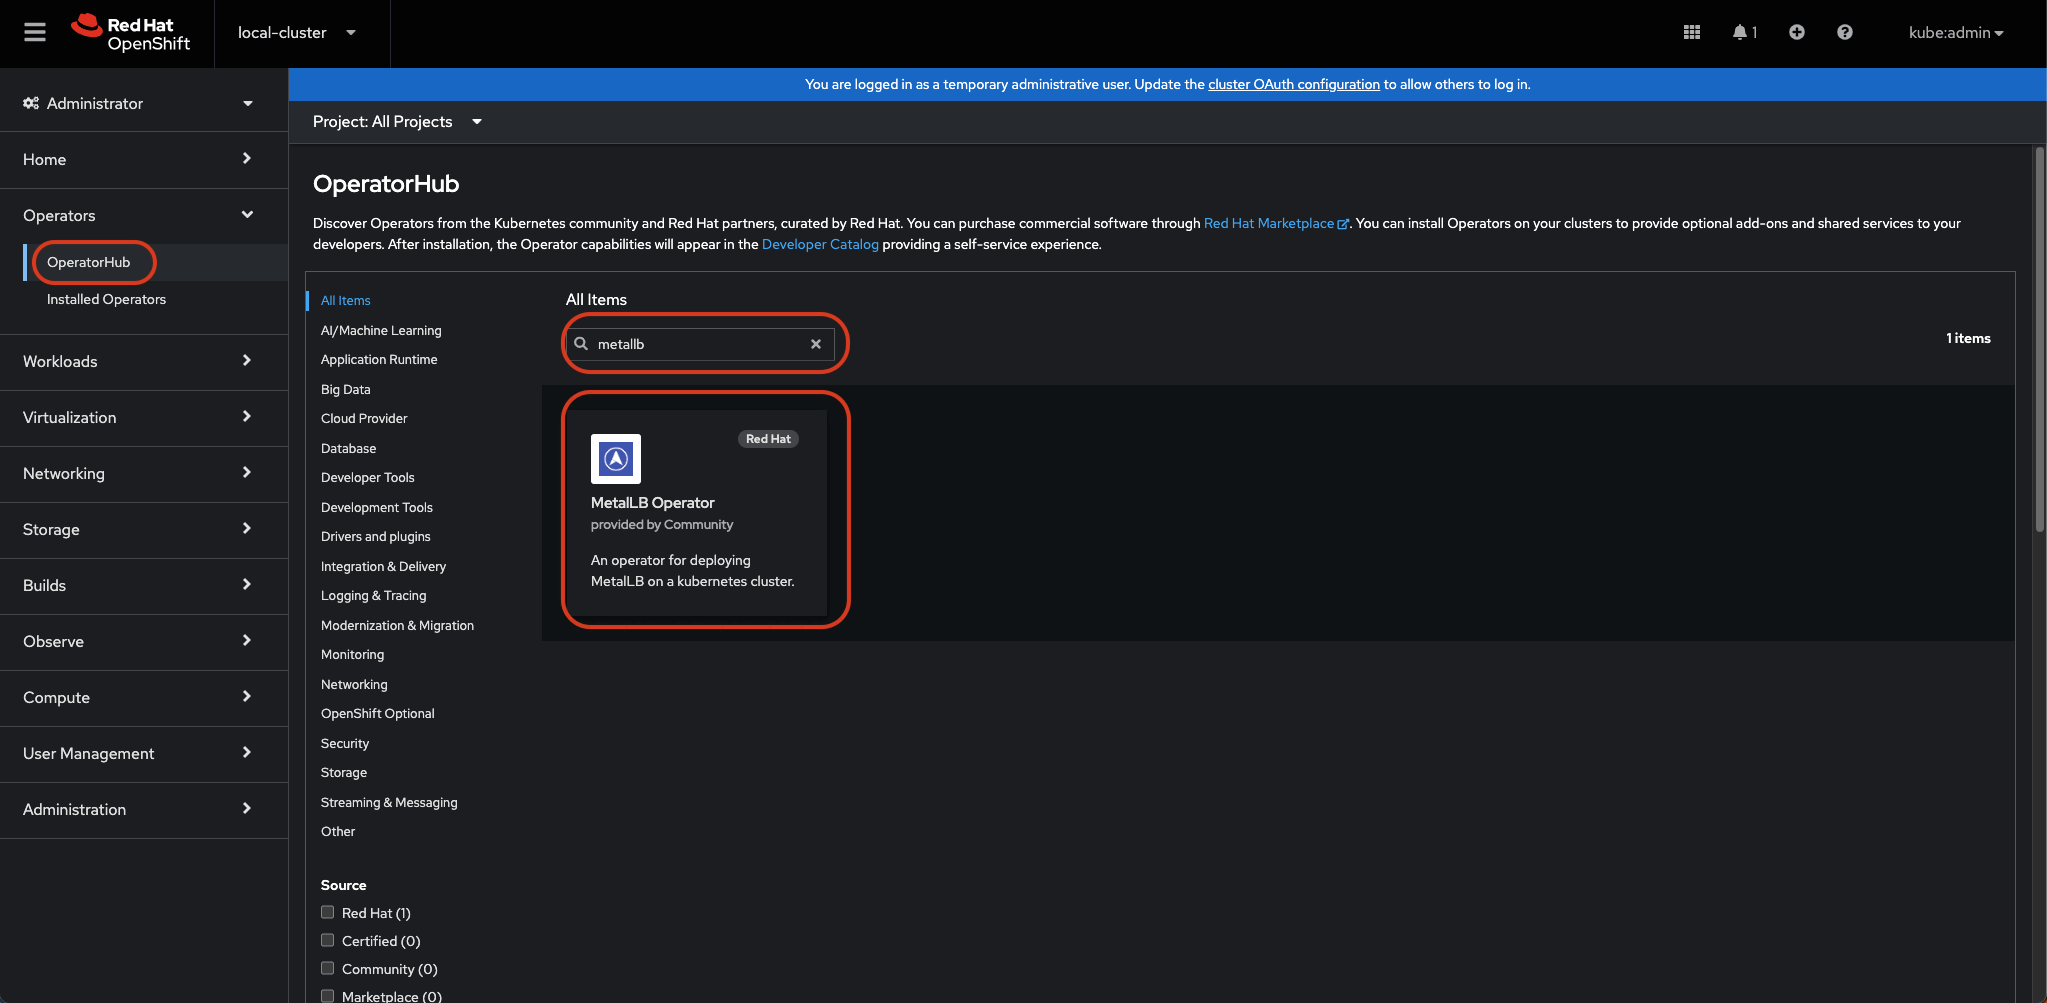 Red Hat
OpenShift
local-cluster
1
kube:admin
Administrator
Home
Operators
OperatorHub
Installed Operators
Workloads
Virtualization
Networking
Storage
Builds
Observe
Compute
User Management
Administration
You are logged in as a temporary administrative user. Update the cluster OAuth configuration to allow others to log in.
Project: All Projects
OperatorHub
Discover Operators from the Kubernetes community and Red Hat partners, curated by Red Hat. You can purchase commercial software through Red Hat Marketplace. You can install Operators on your clusters to provide optional add-ons and shared services to your
developers. After installation, the Operator capabilities will appear in the Developer Catalog providing a self-service experience.
All Items
AI/Machine Learning
Application Runtime
Big Data
Cloud Provider
Database
Developer Tools
Development Tools
Drivers and plugins
Integration & Delivery
Logging & Tracing
Modernization & Migration
Monitoring
Networking
OpenShift Optional
Security
Storage
Streaming & Messaging
Other
Source
Red Hat (1)
Certified (0)
Community (0)
Marketplace (0)
All Items
metallb
1 items
Red Hat
MetalLB Operator
provided by Community
An operator for deploying
MetalLB on a kubernetes cluster.